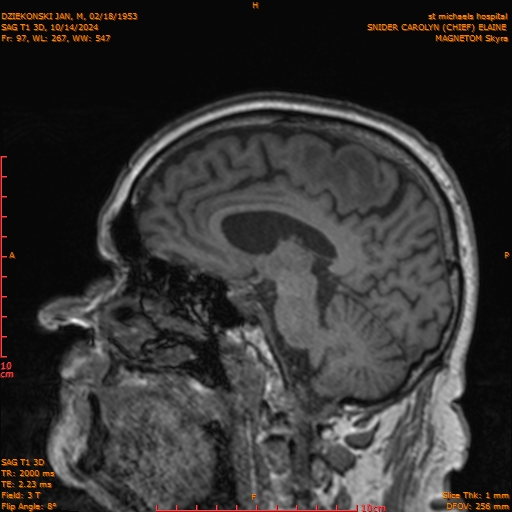 H
DZIEKONSKI JAN, M, 02/18/1953
st michaels hospital
SAG T1 3D, 10/14/2024
SNIDER CAROLYN (CHIEF) ELAINE
Fr: 97, WL: 267, WW: 547
MAGNETOM Skyra
A
P
10
cm
SAG T1 3D
TR: 2000 ms
TE: 2.23 ms
Field: 3 T
F
Slice Thk: 1 mm
Flip Angle: 8°
10cm
DFOV: 256 mm